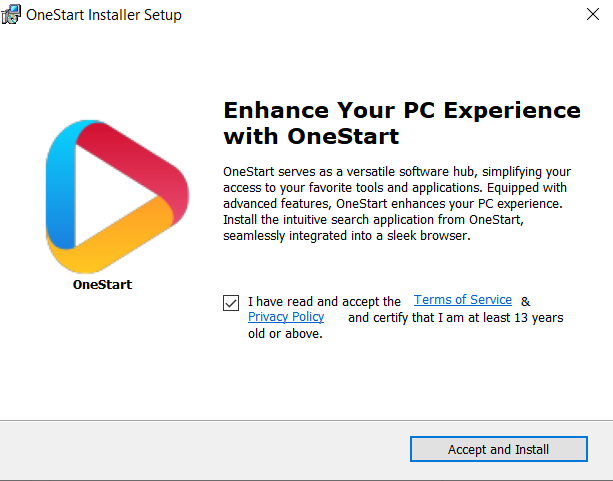 OneStart Installer Setup
Enhance Your PC Experience
with OneStart
OneStart serves as a versatile software hub, simplifying your
access to your favorite tools and applications. Equipped with
advanced features, OneStart enhances your PC experience.
Install the intuitive search application from OneStart,
seamlessly integrated into a sleek browser.
OneStart
I have read and accept the Terms of Service &
Privacy Policy and certify that I am at least 13 years
old or above.
Accept and Install